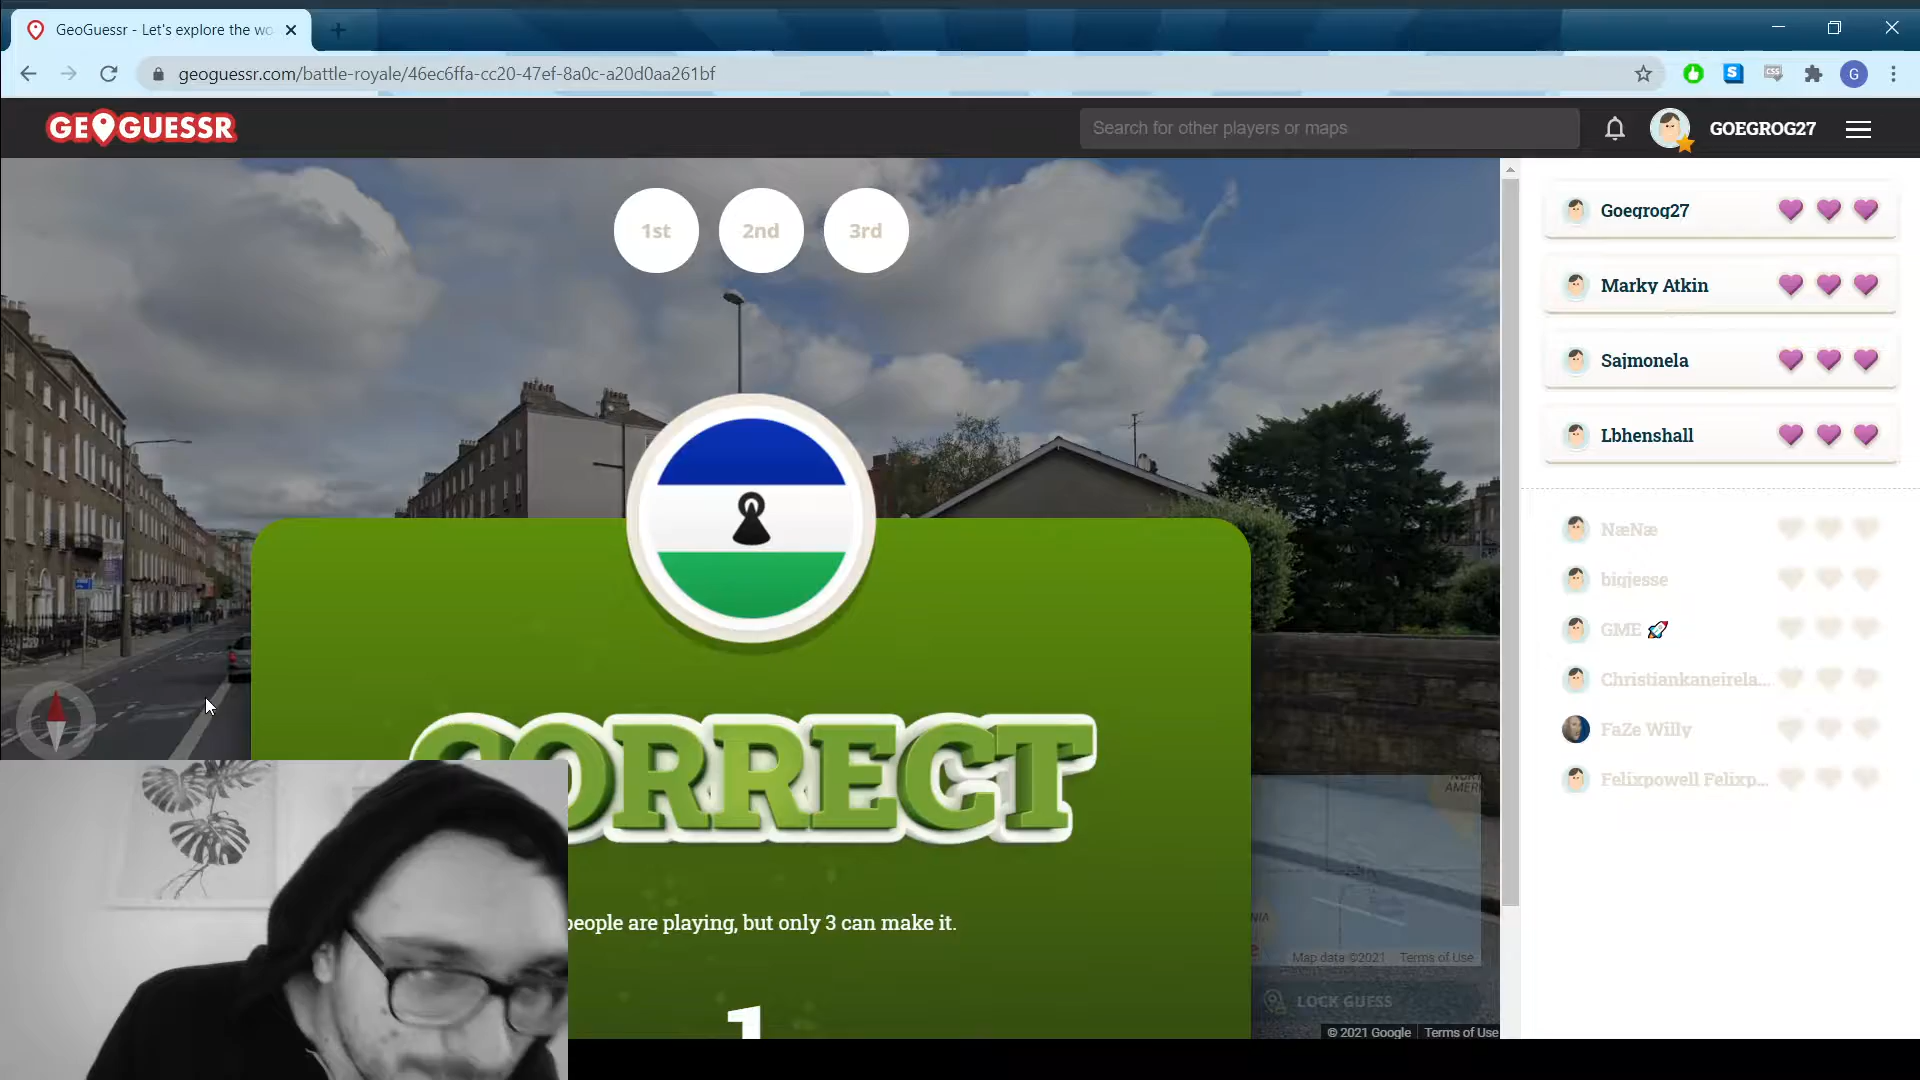 GeoGuessr - Let's explore the wo
geoguessr.com/battle-royale/46ec6ffa-cc20-47ef-8a0c-a20d0aa261bf
G
GEOGUESSR
Search for other players or maps
GOEGROG27
1st 2nd 3rd
CORRECT
people are playing, but only 3 can make it.
1
Goegrog27
Marky Atkin
Sajmonela
Lbhenshall
NæNæ
bigjesse
GME 🚀
Christiankaneirela...
FaZe Willy
Felixpowell Felixp...
Map data ©2021 Terms of Use
LOCK GUESS
© 2021 Google Terms of Use